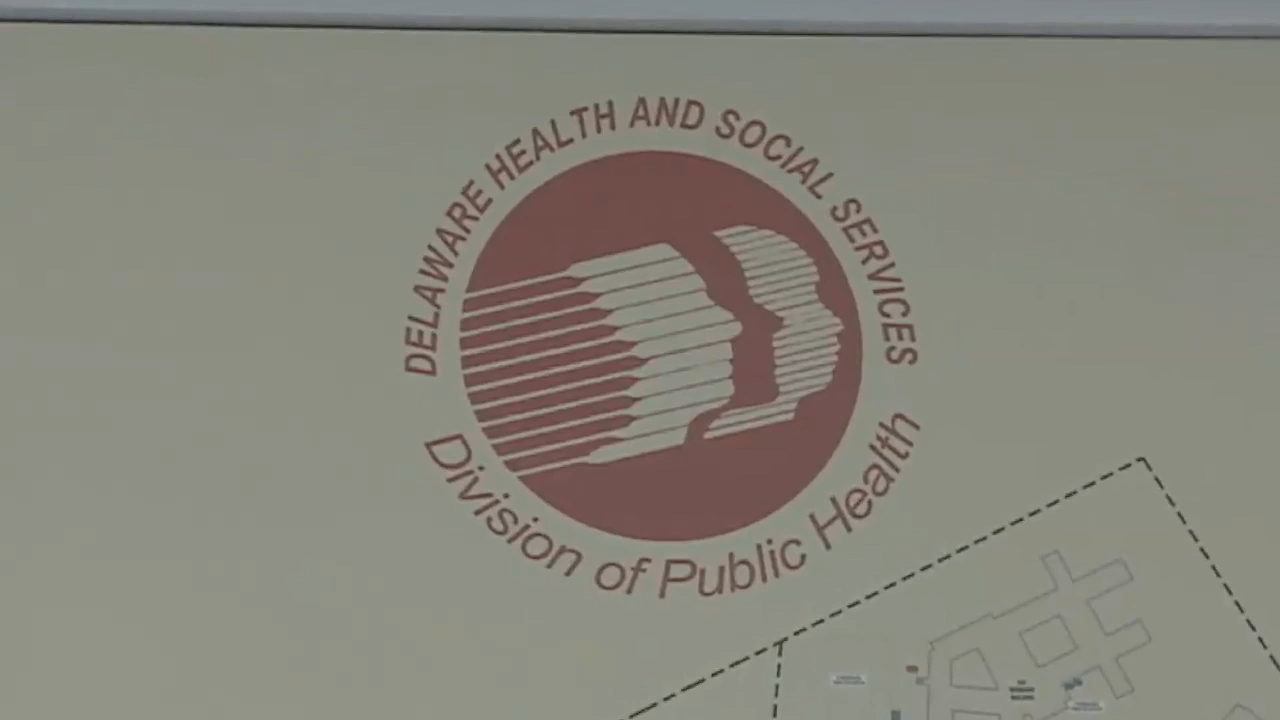 DELAWARE HEALTH AND SOCIAL SERVICES
Division of Public Health